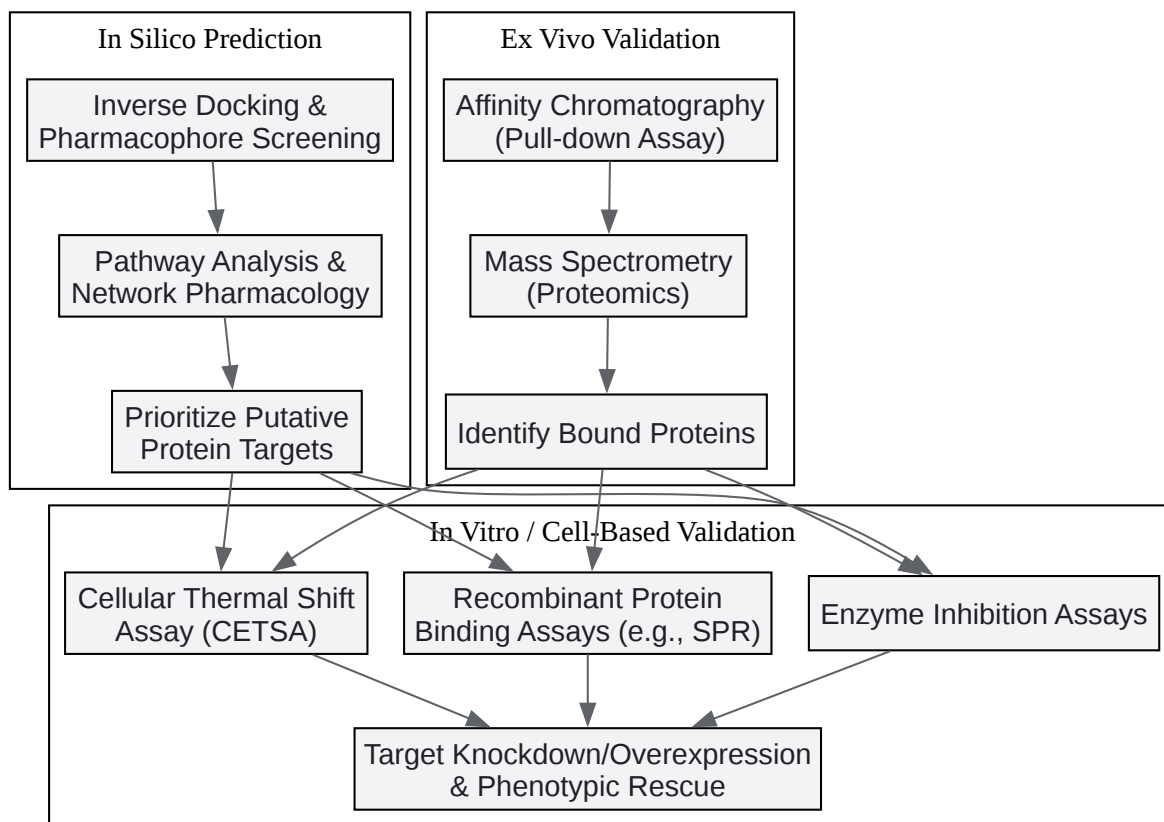 In Silico Prediction
Inverse Docking &
Pharmacophore Screening
Pathway Analysis &
Network Pharmacology
Prioritize Putative
Protein Targets
Ex Vivo Validation
Affinity Chromatography
(Pull-down Assay)
Mass Spectrometry
(Proteomics)
Identify Bound Proteins
In Vitro / Cell-Based Validation
Cellular Thermal Shift
Assay (CETSA)
Recombinant Protein
Binding Assays (e.g., SPR)
Enzyme Inhibition Assays
Target Knockdown/Overexpression
& Phenotypic Rescue